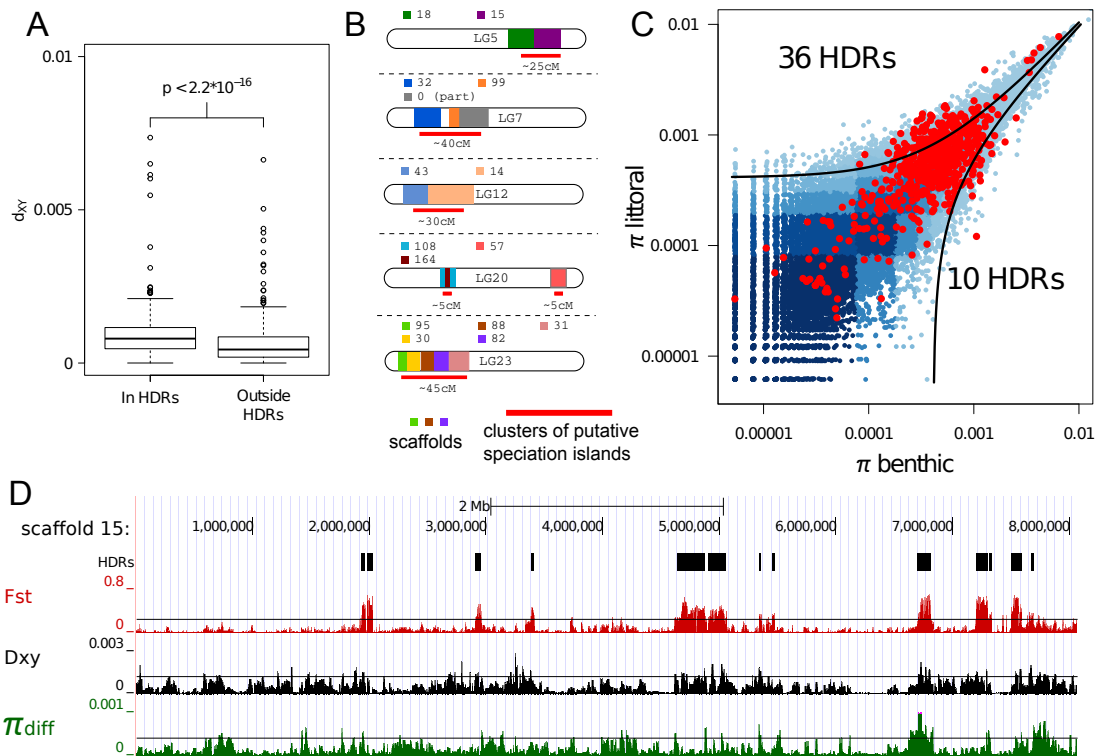 A
0.01
0.005
0
dXY
p <2.2*10−16
In HDRs
Outside
HDRs
B
18
15
LG5
~25cM
32
99
0 (part)
LG7
~40cM
43
14
LG12
~30cM
108
57
164
LG20
~5cM
~5cM
95
88
31
30
82
LG23
~45cM
scaffolds
clusters of putative
speciation islands
C
36 HDRs
10 HDRs
0.01
0.001
0.0001
0.00001
π littoral
0.00001
0.0001
0.001
0.01
π benthic
D
2 Mb
scaffold 15:
1,000,000
2,000,000
3,000,000
4,000,000
5,000,000
6,000,000
7,000,000
8,000,000
HDRs
0.8
Fst
0
0.003
Dxy
0
0.001
πdiff
0